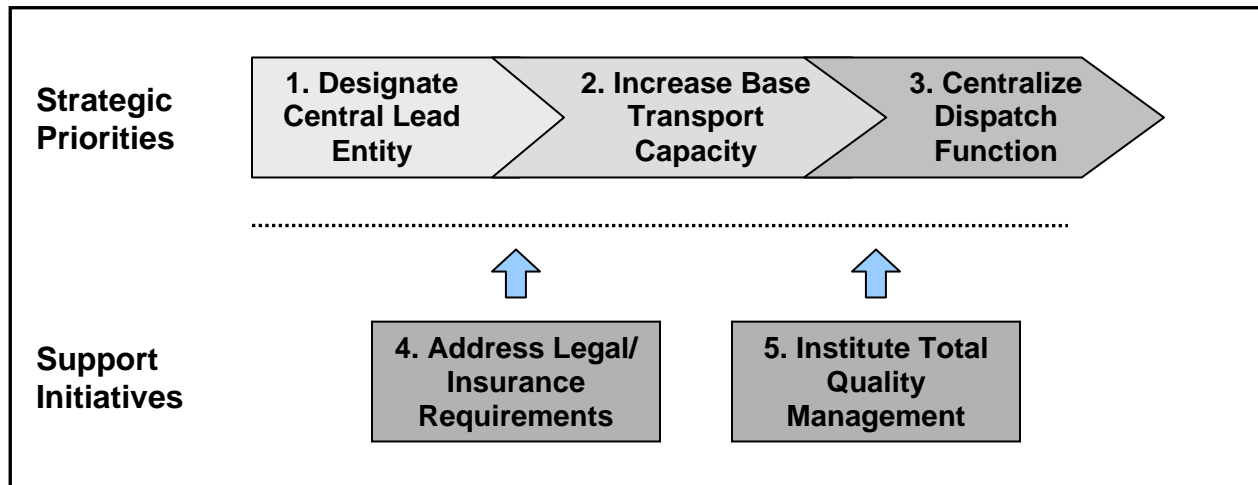 Strategic
Priorities
1. Designate
Central Lead
Entity
2. Increase Base
Transport
Capacity
3. Centralize
Dispatch
Function
Support
Initiatives
4. Address Legal/
Insurance
Requirements
5. Institute Total
Quality
Management